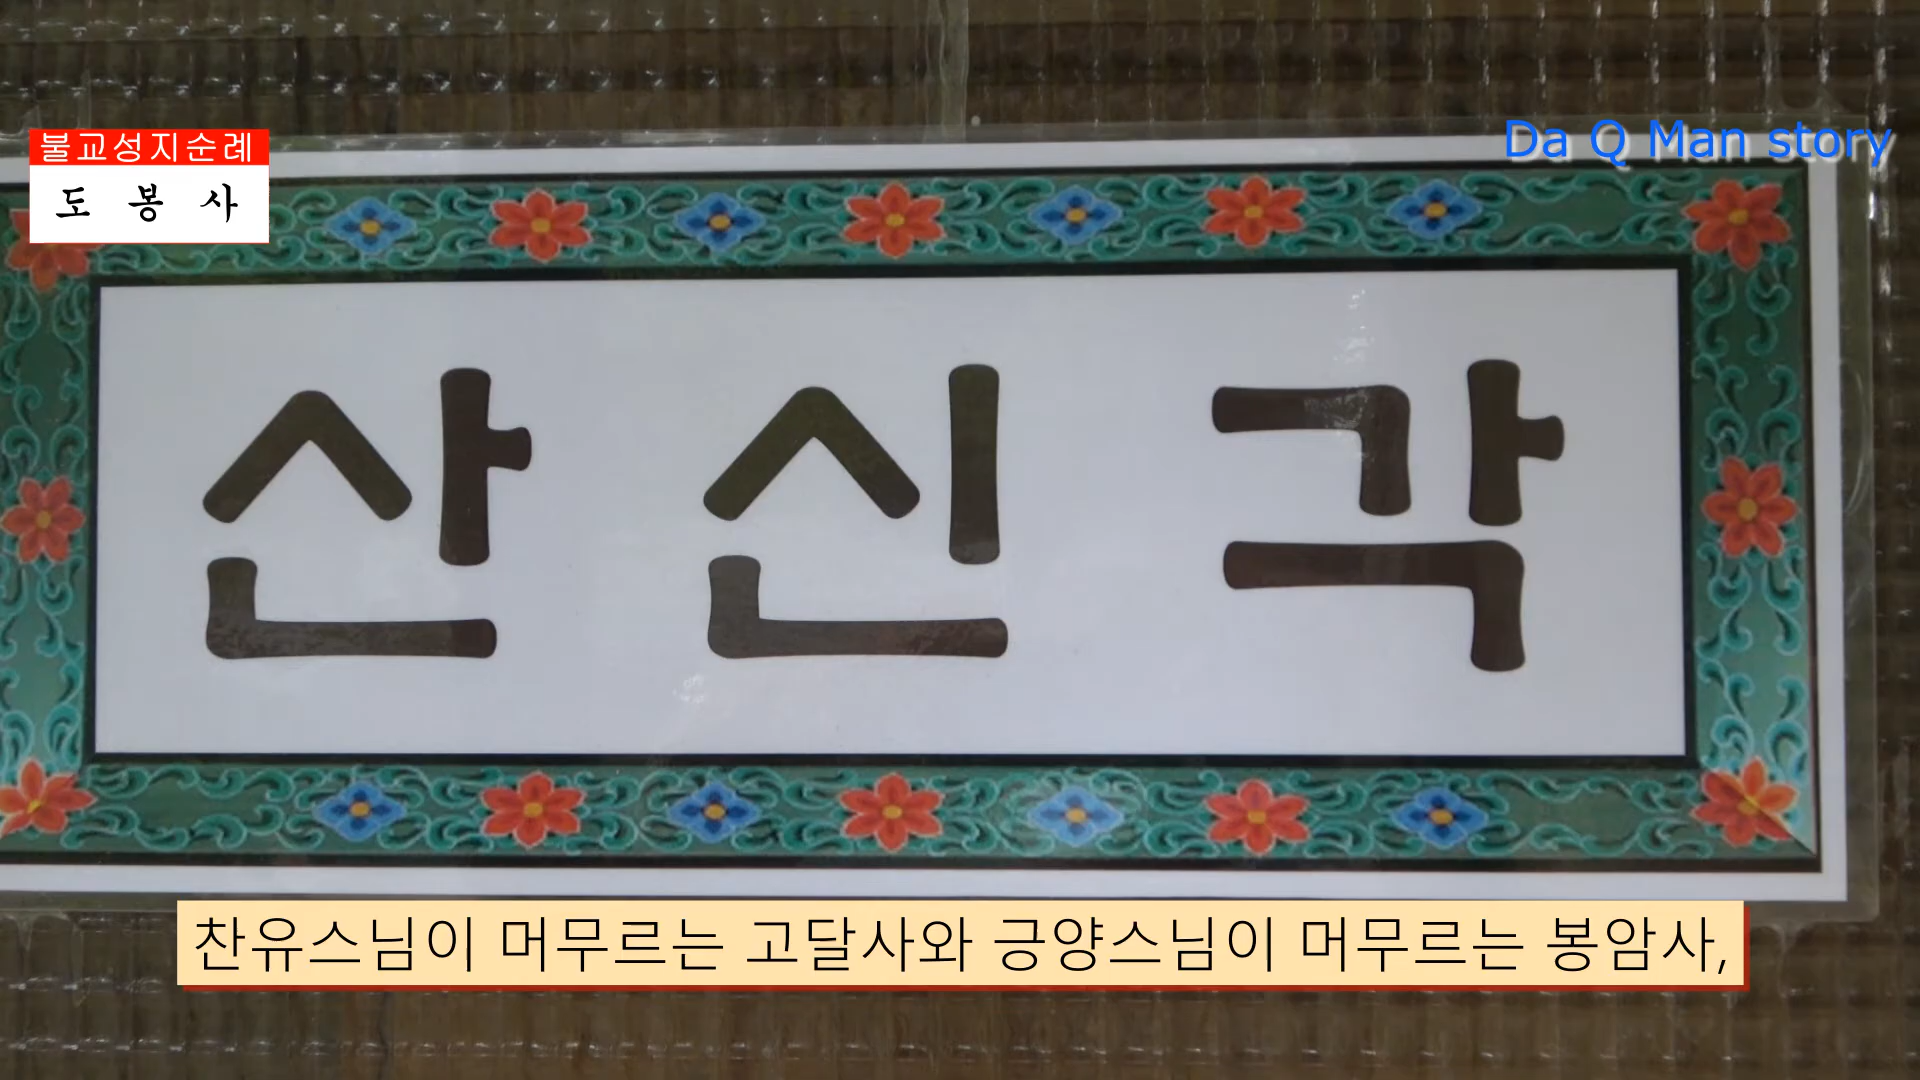 불교성지순례
도 봉 사
Da Q Man story
산 신 각
찬유스님이 머무르는 고달사와 긍양스님이 머무르는 봉암사,